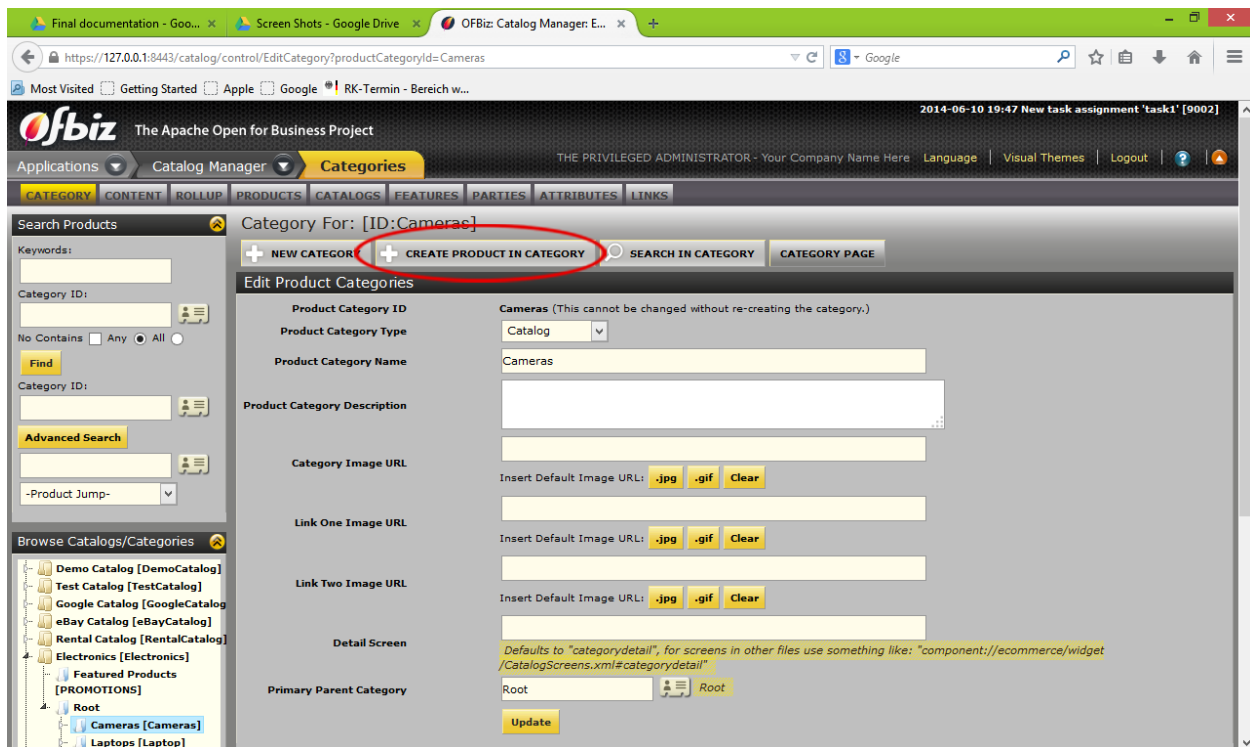 Final documentation - Goo... ×
Screen Shots - Google Drive ×
OFBiz: Catalog Manager: E... ×
https://127.0.0.1:8443/catalog/control/EditCategory?productCategoryId=Cameras
Google
Most Visited Getting Started Apple Google RK-Termin - Bereich w...
2014-06-10 19:47 New task assignment 'task1' [9002]
Ofbiz The Apache Open for Business Project
THE PRIVILEGED ADMINISTRATOR - Your Company Name Here Language Visual Themes Logout ?
Applications Catalog Manager Categories
CATEGORY CONTENT ROLLUP PRODUCTS CATALOGS FEATURES PARTIES ATTRIBUTES LINKS
Search Products
Keywords:
Category ID:
No Contains Any All
Find
Category ID:
Advanced Search
-Product Jump-
Browse Catalogs/Categories
Demo Catalog [DemoCatalog]
Test Catalog [TestCatalog]
Google Catalog [GoogleCatalog
eBay Catalog [eBayCatalog]
Rental Catalog [RentalCatalog]
Electronics [Electronics]
Featured Products
[PROMOTIONS]
Root
Cameras [Cameras]
Laptops [Laptop]
Category For: [ID:Cameras]
NEW CATEGORY CREATE PRODUCT IN CATEGORY SEARCH IN CATEGORY CATEGORY PAGE
Edit Product Categories
Product Category ID Cameras (This cannot be changed without re-creating the category.)
Product Category Type Catalog
Product Category Name Cameras
Product Category Description
Category Image URL
Insert Default Image URL: .jpg .gif Clear
Link One Image URL
Insert Default Image URL: .jpg .gif Clear
Link Two Image URL
Insert Default Image URL: .jpg .gif Clear
Detail Screen
Defaults to "categorydetail", for screens in other files use something like: "component://ecommerce/widget
/CatalogScreens.xml#categorydetail"
Primary Parent Category Root Root
Update